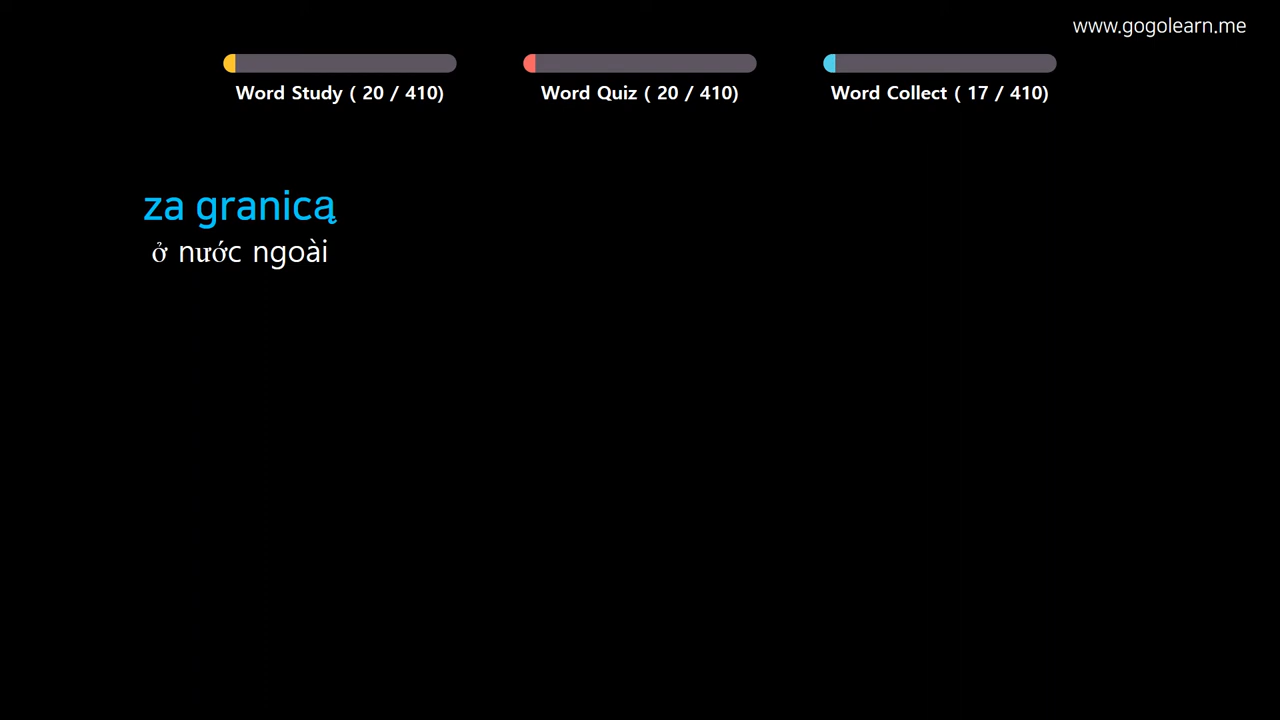 www.gogolearn.me
Word Study ( 20 / 410)
Word Quiz ( 20 / 410)
Word Collect ( 17 / 410)
za granicą
ở nước ngoài